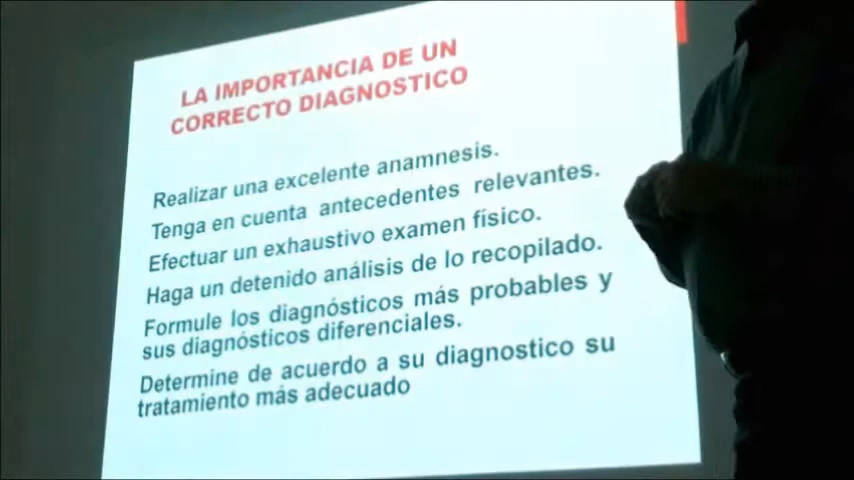 LA IMPORTANCIA DE UN
CORRECTO DIAGNOSTICO
Realizar una excelente anamnesis.
Tenga en cuenta antecedentes relevantes.
Efectuar un exhaustivo examen físico.
Haga un detenido análisis de lo recopilado.
Formule los diagnósticos más probables y
sus diagnósticos diferenciales.
Determine de acuerdo a su diagnostico su
tratamiento más adecuado